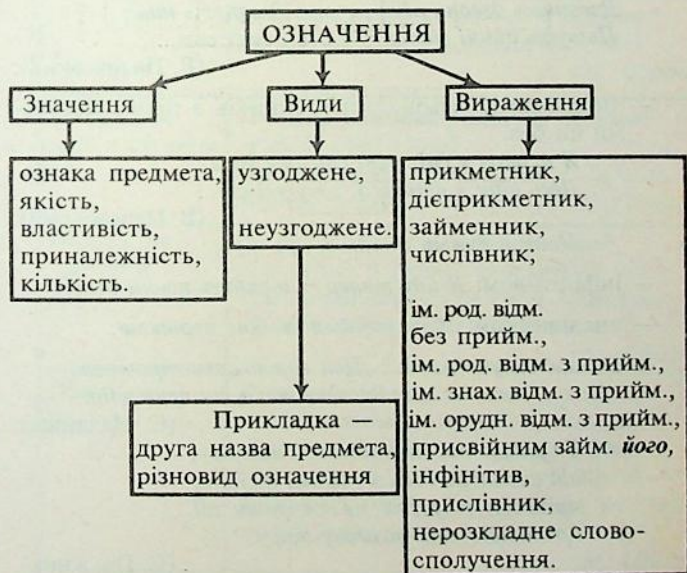 ОЗНАЧЕННЯ
Значення
ознака предмета,
якість,
властивість,
приналежність,
кількість.
Види
узгоджене,
неузгоджене.
Прикладка —
друга назва предмета,
різновид означення
Вираження
прикметник,
дієприкметник,
займенник,
числівник;
ім. род. відм.
без прийм.,
ім. род. відм. з прийм.,
ім. знах. відм. з прийм.,
ім. орудн. відм. з прийм.,
присвійним займ. його,
інфінітив,
прислівник,
нерозкладне слово-
сполучення.